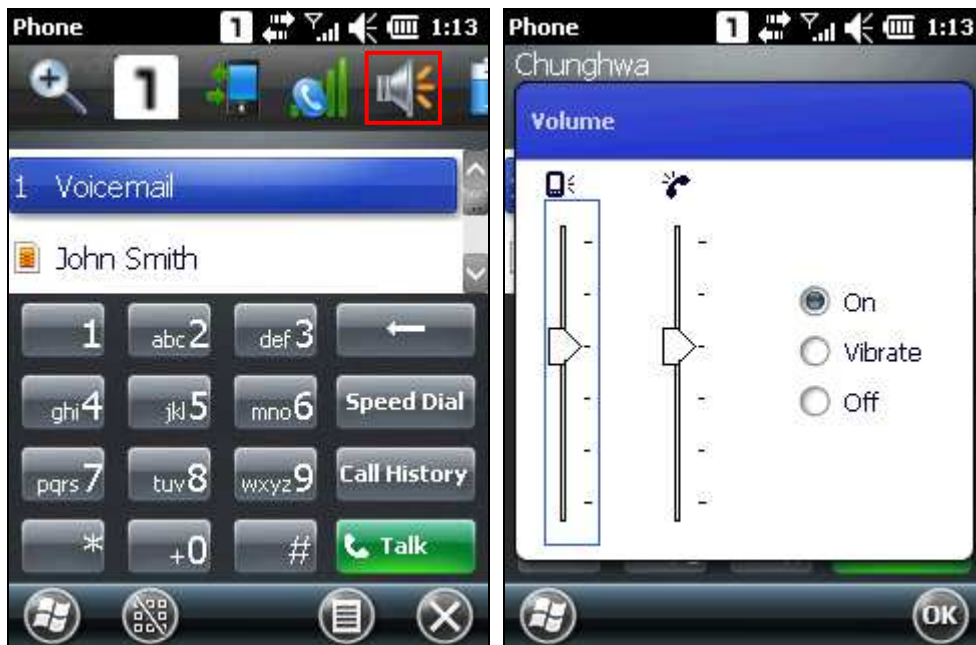 Phone 1 1:13
1
1 Voicemail
John Smith
1 abc2 def3
ghi4 jkl5 mno6 Speed Dial
pqrs7 tuv8 wxyz9 Call History
* +0 # Talk
Phone 1 1:13
Chunghwa
Volume
On
Vibrate
Off
OK